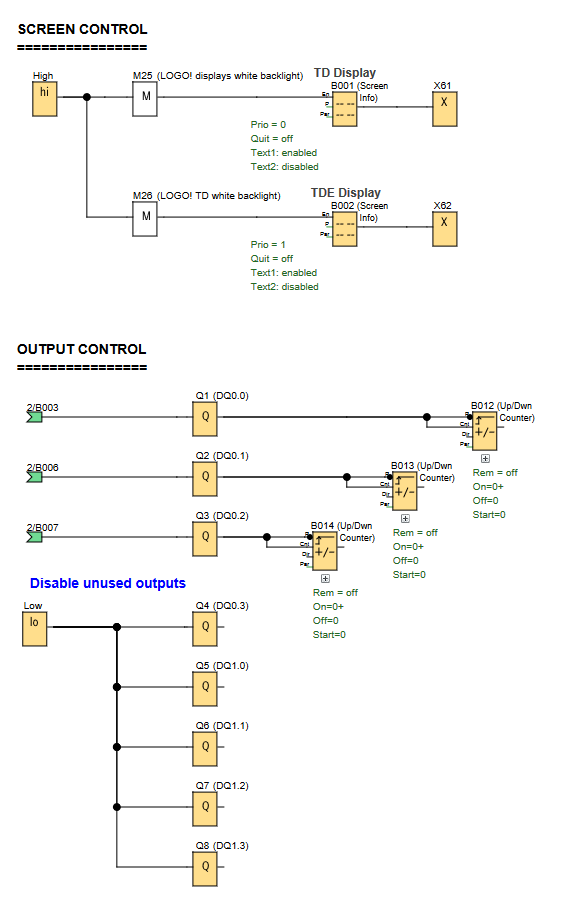 SCREEN CONTROL
================
High
hi
M25 (LOGO! displays white backlight)
M
TD Display
B001 (Screen
Info)
En
P
Par
X61
X
Prio = 0
Quit = off
Text1: enabled
Text2: disabled
M26 (LOGO! TD white backlight)
M
TDE Display
B002 (Screen
Info)
En
P
Par
X62
X
Prio = 1
Quit = off
Text1: enabled
Text2: disabled
OUTPUT CONTROL
================
2/B003
Q1 (DQ0.0)
Q
B012 (Up/Dwn
Counter)
R
Cnt
Dir
Par
+/-
Rem = off
On=0+
Off=0
Start=0
2/B006
Q2 (DQ0.1)
Q
B013 (Up/Dwn
Counter)
R
Cnt
Dir
Par
+/-
Rem = off
On=0+
Off=0
Start=0
2/B007
Q3 (DQ0.2)
Q
B014 (Up/Dwn
Counter)
R
Cnt
Dir
Par
+/-
Rem = off
On=0+
Off=0
Start=0
Disable unused outputs
Low
lo
Q4 (DQ0.3)
Q
Q5 (DQ1.0)
Q
Q6 (DQ1.1)
Q
Q7 (DQ1.2)
Q
Q8 (DQ1.3)
Q